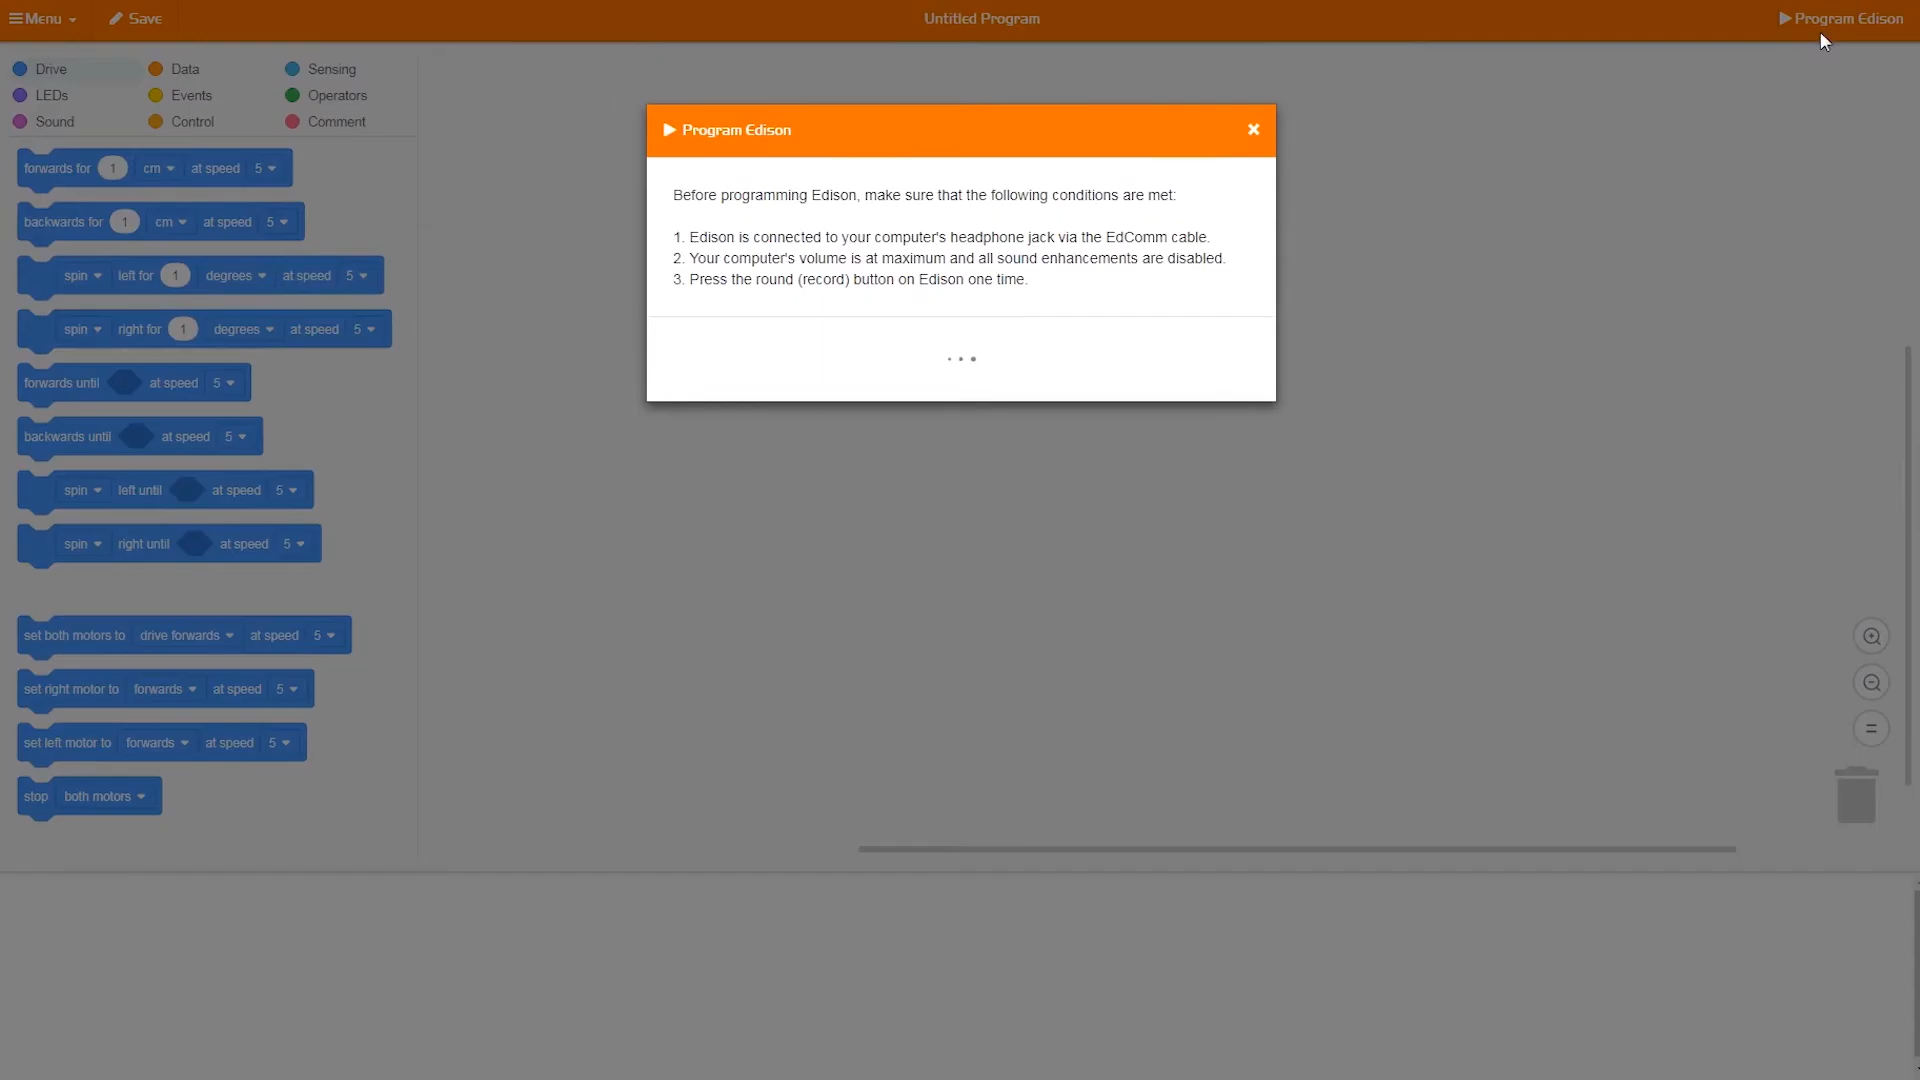 Menu
Save
Untitled Program
Program Edison
Drive
Data
Sensing
LEDs
Events
Operators
Sound
Control
Comment
forwards for 1 cm at speed 5
backwards for 1 cm at speed 5
spin left for 1 degrees at speed 5
spin right for 1 degrees at speed 5
forwards until at speed 5
backwards until at speed 5
spin left until at speed 5
spin right until at speed 5
set both motors to drive forwards at speed 5
set right motor to forwards at speed 5
set left motor to forwards at speed 5
stop both motors
Program Edison
Before programming Edison, make sure that the following conditions are met:
1. Edison is connected to your computer's headphone jack via the EdComm cable.
2. Your computer's volume is at maximum and all sound enhancements are disabled.
3. Press the round (record) button on Edison one time.